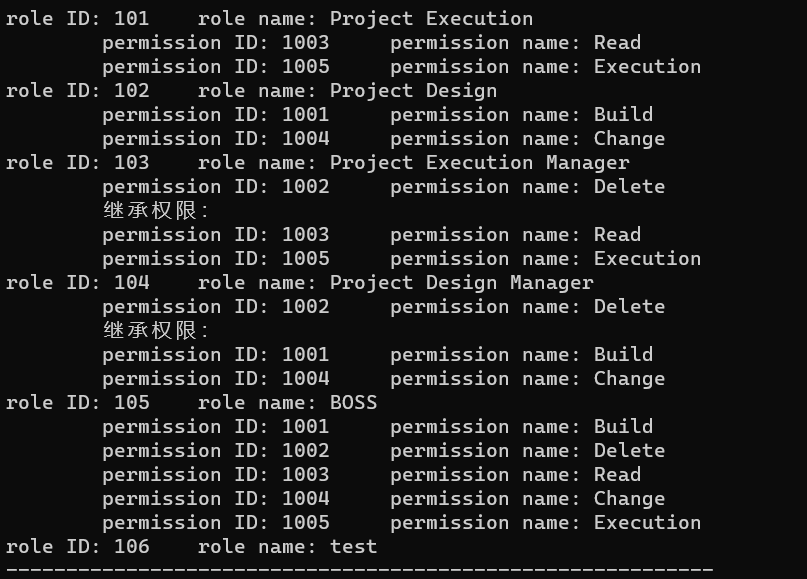 role ID: 101    role name: Project Execution
        permission ID: 1003     permission name: Read
        permission ID: 1005     permission name: Execution
role ID: 102    role name: Project Design
        permission ID: 1001     permission name: Build
        permission ID: 1004     permission name: Change
role ID: 103    role name: Project Execution Manager
        permission ID: 1002     permission name: Delete
        继承权限:
        permission ID: 1003     permission name: Read
        permission ID: 1005     permission name: Execution
role ID: 104    role name: Project Design Manager
        permission ID: 1002     permission name: Delete
        继承权限:
        permission ID: 1001     permission name: Build
        permission ID: 1004     permission name: Change
role ID: 105    role name: BOSS
        permission ID: 1001     permission name: Build
        permission ID: 1002     permission name: Delete
        permission ID: 1003     permission name: Read
        permission ID: 1004     permission name: Change
        permission ID: 1005     permission name: Execution
role ID: 106    role name: test
-----------------------------------------------------------